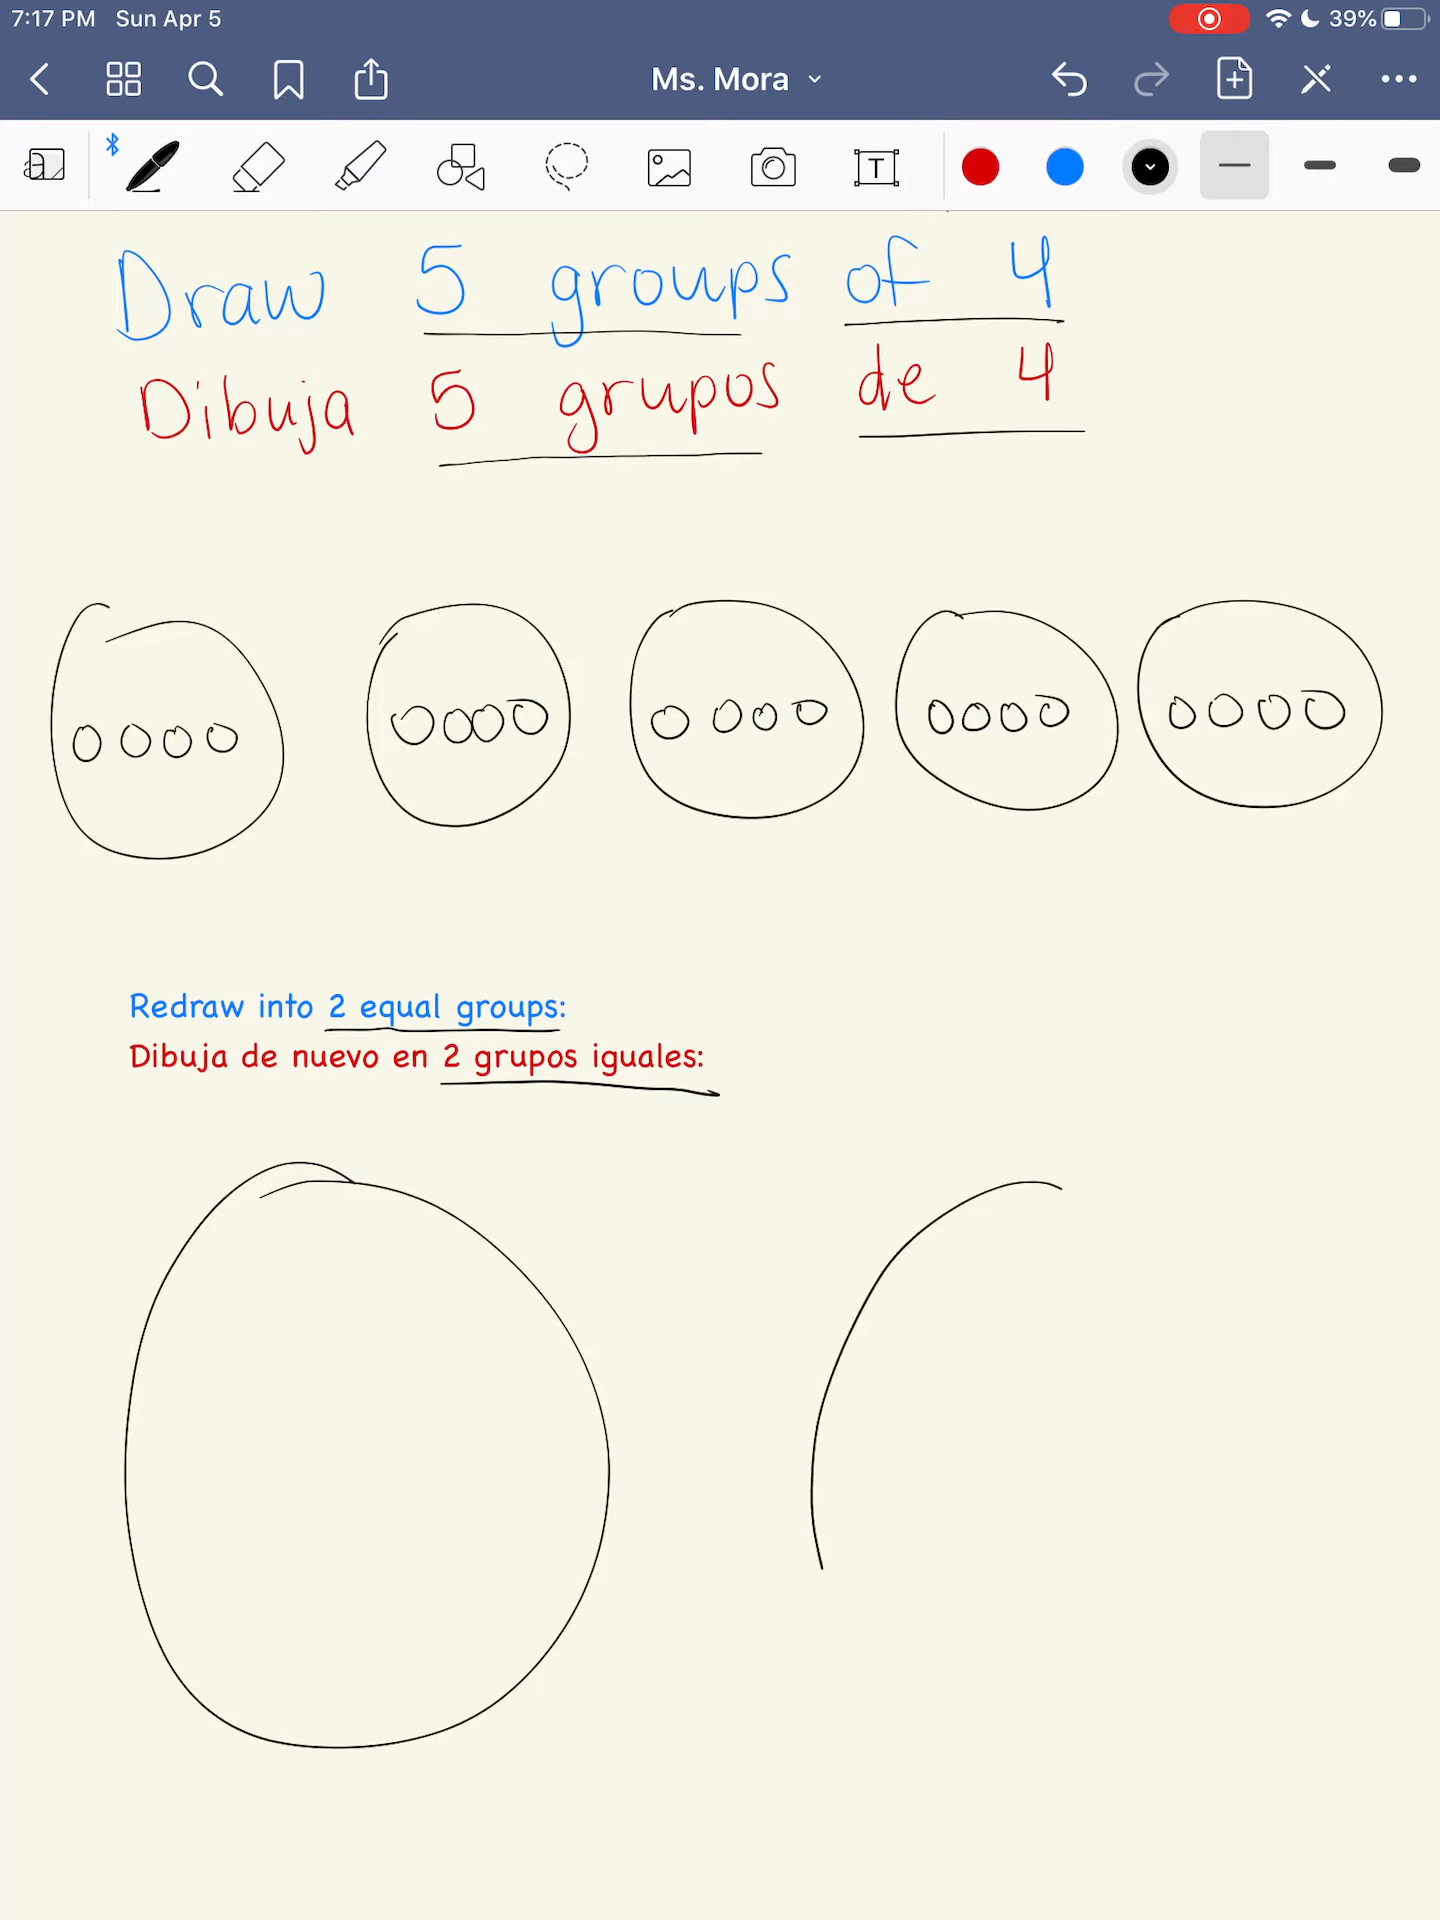 7:17 PM Sun Apr 5 39%
Ms. Mora
T
Draw 5 groups of 4
Dibuja 5 grupos de 4
Redraw into 2 equal groups:
Dibuja de nuevo en 2 grupos iguales: